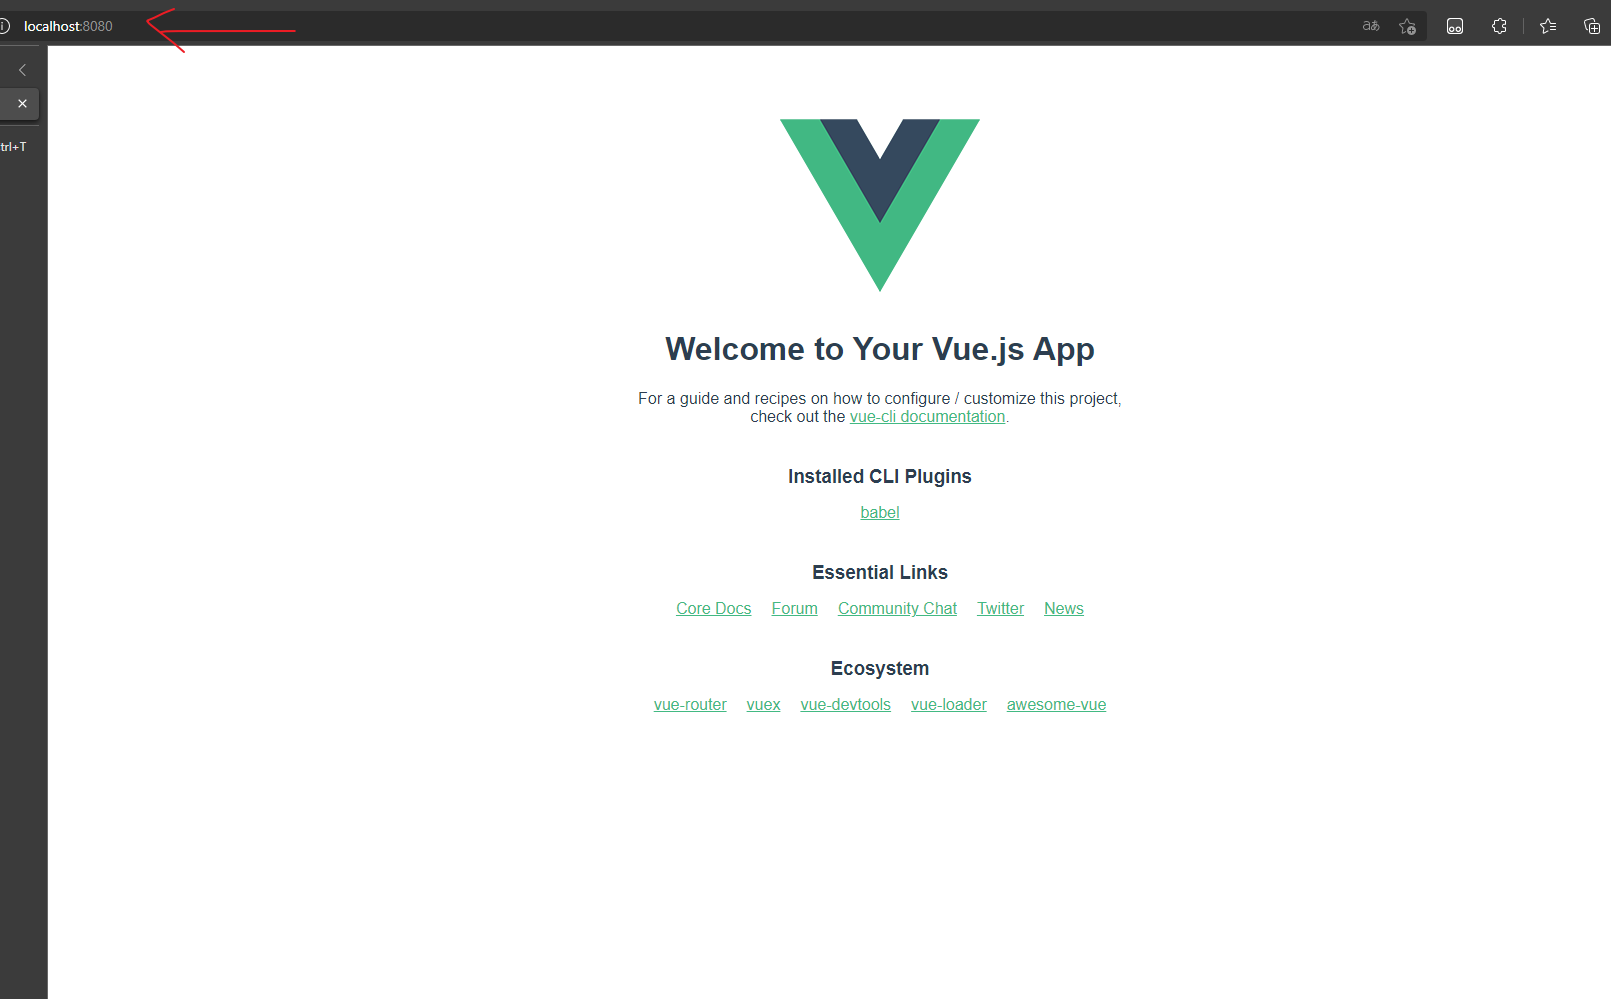 localhost:8080
aあ
trl+T
Welcome to Your Vue.js App
For a guide and recipes on how to configure / customize this project,
check out the vue-cli documentation.
Installed CLI Plugins
babel
Essential Links
Core Docs Forum Community Chat Twitter News
Ecosystem
vue-router vuex vue-devtools vue-loader awesome-vue